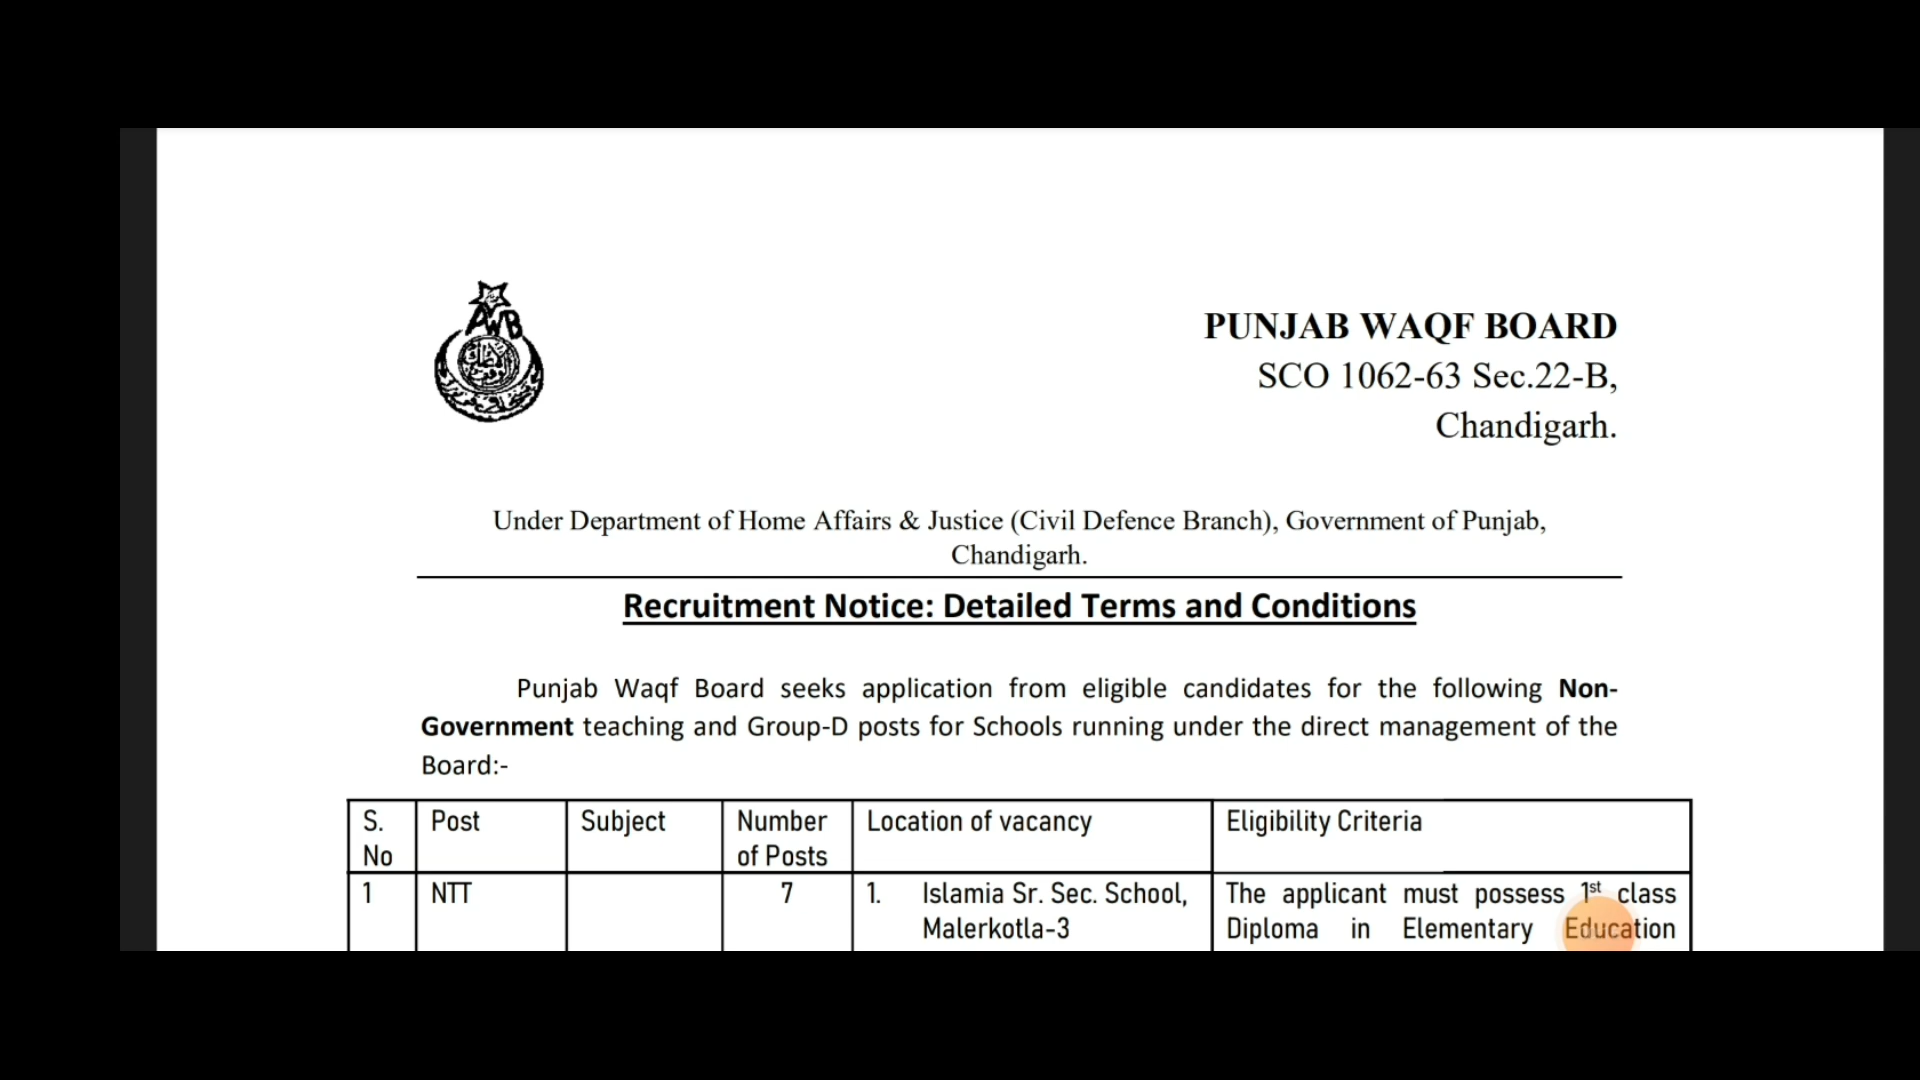 AWB
PUNJAB WAQF BOARD
SCO 1062-63 Sec.22-B,
Chandigarh.
Under Department of Home Affairs & Justice (Civil Defence Branch), Government of Punjab,
Chandigarh.
Recruitment Notice: Detailed Terms and Conditions
Punjab Waqf Board seeks application from eligible candidates for the following Non-
Government teaching and Group-D posts for Schools running under the direct management of the
Board:-
S. No Post Subject Number of Posts Location of vacancy Eligibility Criteria
1 NTT 7 1. Islamia Sr. Sec. School, The applicant must possess 1st class
Malerkotla-3 Diploma in Elementary Education